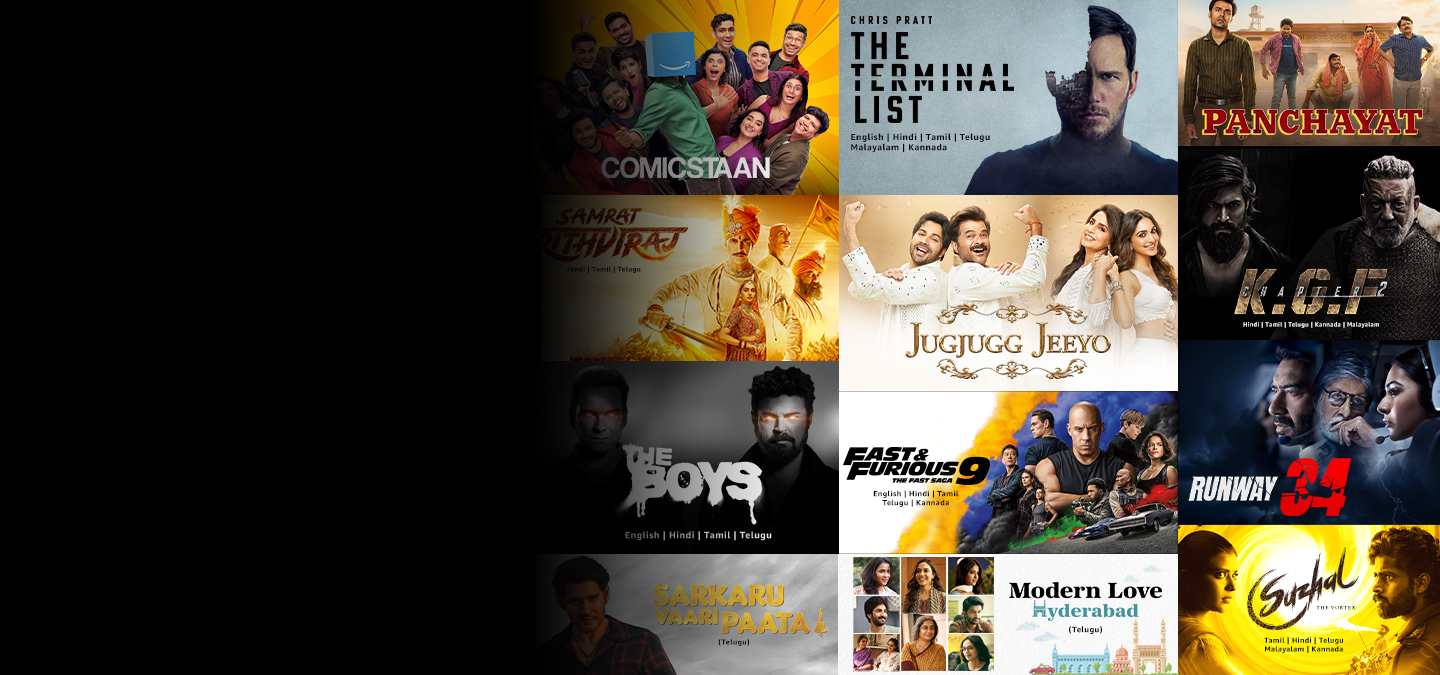 COMICSTAAN
CHRIS PRATT
THE
TERMINAL
LIST
English | Hindi | Tamil | Telugu
Malayalam | Kannada
PANCHAYAT
SAMRAT
RITHVIRAJ
Hindi | Tamil | Telugu
JUGJUGG JEEYO
K.G.F
CHAPTER 2
Hindi | Tamil | Telugu | Kannada | Malayalam
THE
BOYS
English | Hindi | Tamil | Telugu
FAST &
FURIOUS 9
THE FAST SAGA
English | Hindi | Tamil
Telugu | Kannada
RUNWAY 34
SARKARU
VAARI PAATA
(Telugu)
Modern Love
Hyderabad
(Telugu)
Suzhal
THE VORTEX
Tamil | Hindi | Telugu
Malayalam | Kannada